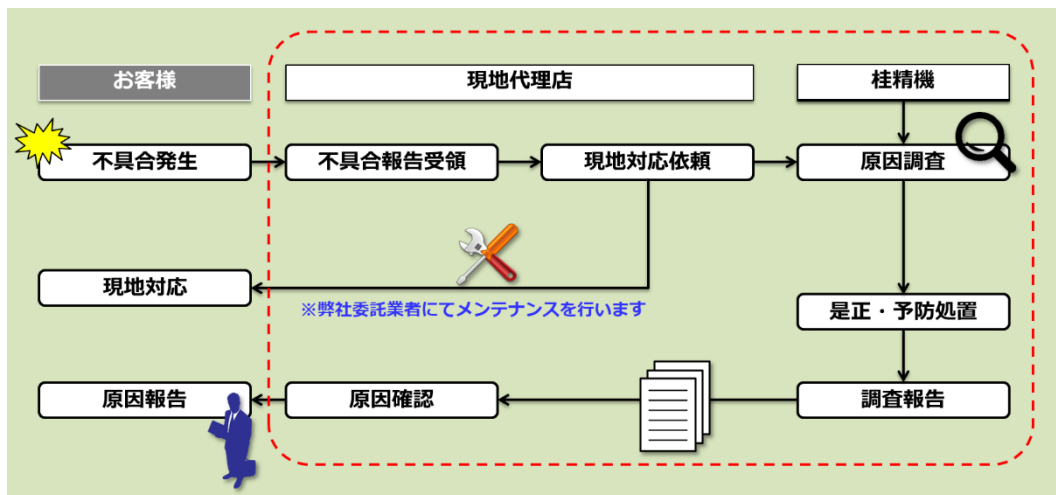 お客様
現地代理店
桂精機
不具合発生
不具合報告受領
現地対応依頼
原因調査
現地対応
※弊社委託業者にてメンテナンスを行います
是正・予防処置
原因報告
原因確認
調査報告